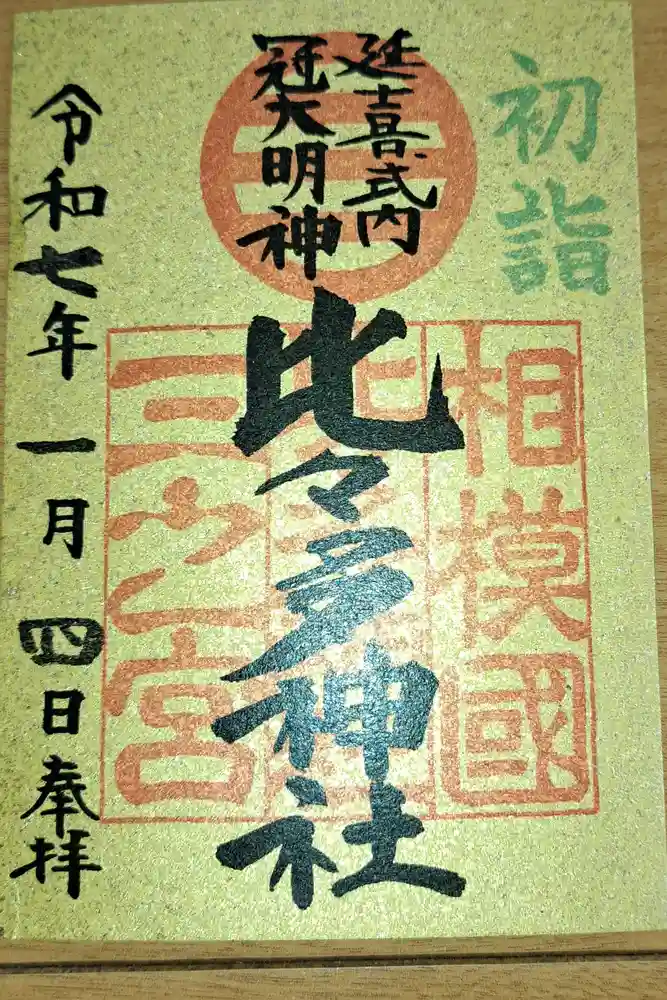 初詣
延喜式内
冠大明神
比々多神社
相模國
三之宮
令和七年一月四日奉拝